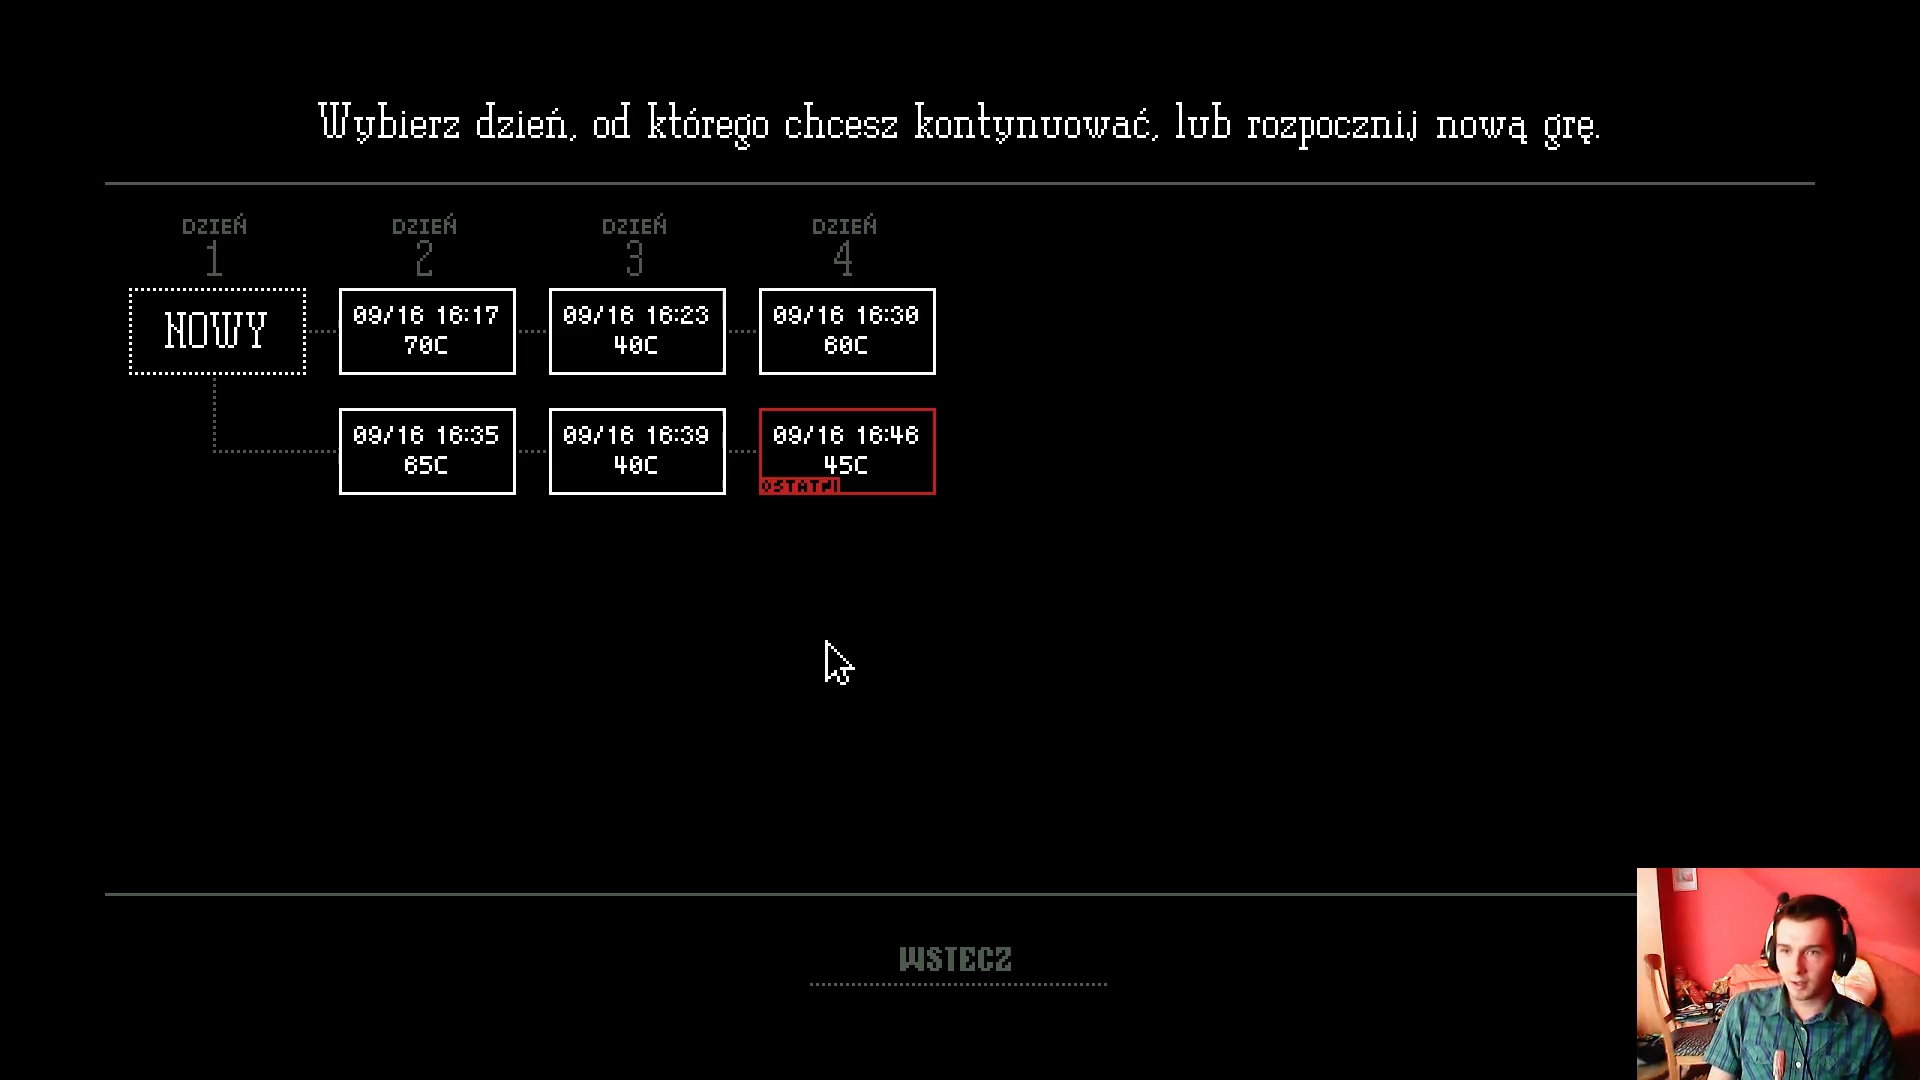 Wybierz dzień, od którego chcesz kontynuować, lub rozpocznij nową grę.
DZIEŃ DZIEŃ DZIEŃ DZIEŃ
1 2 3 4
NOWY
09/16 16:17 09/16 16:23 09/16 16:30
70C 40C 60C
09/16 16:35 09/16 16:39 09/16 16:46
65C 40C 45C
OSTATNI
WSTECZ